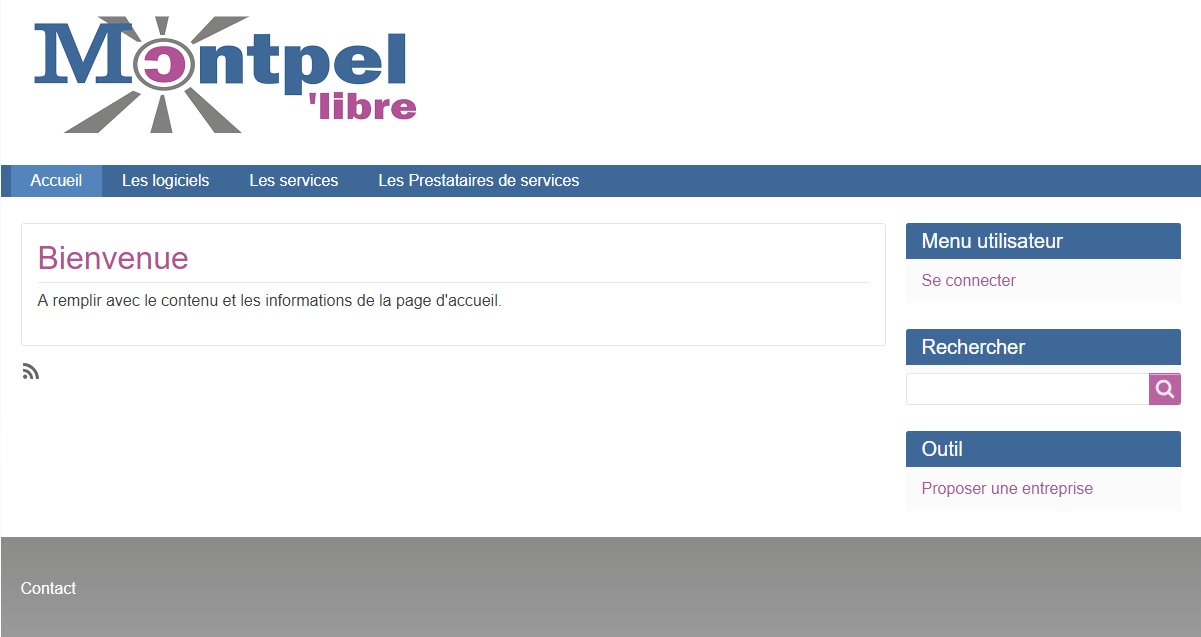 Montpel
'libre
Accueil Les logiciels Les services Les Prestataires de services
Bienvenue
A remplir avec le contenu et les informations de la page d'accueil.
Menu utilisateur
Se connecter
Rechercher
Outil
Proposer une entreprise
Contact